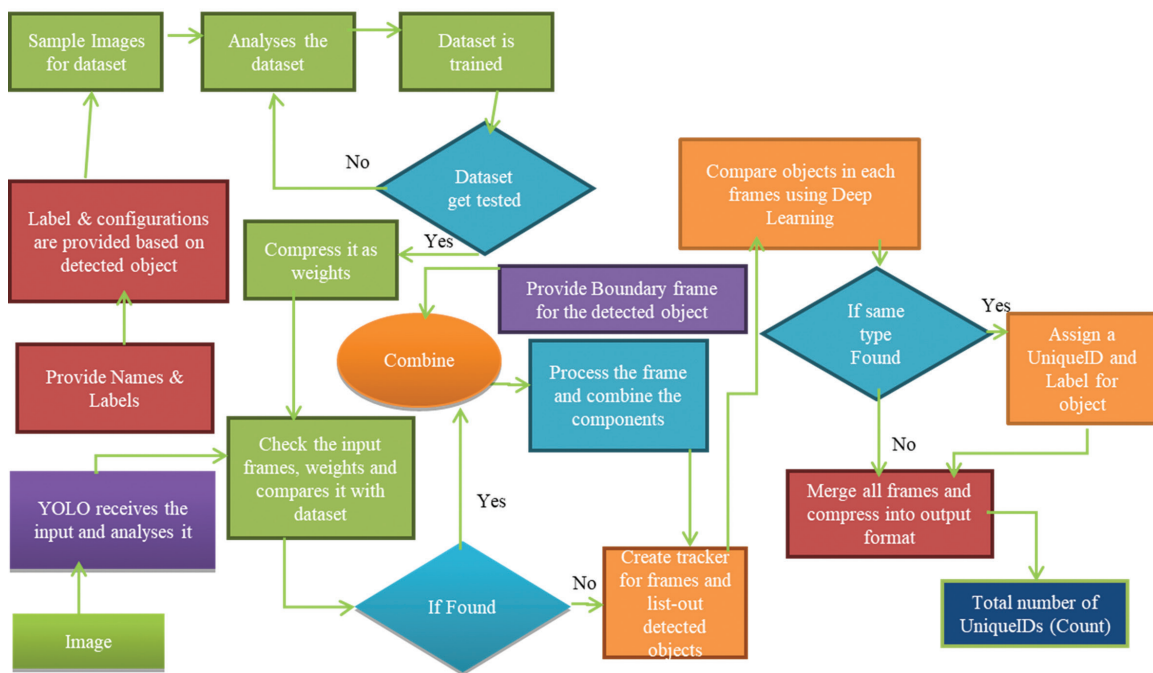 Sample Images
for dataset
Analyses the
dataset
Dataset is
trained
No
Dataset
get tested
Yes
Label & configurations
are provided based on
detected object
Compress it as
weights
Provide Names &
Labels
Provide Boundary frame
for the detected object
Combine
Process the frame
and combine the
components
Check the input
frames, weights and
compares it with
dataset
YOLO receives the
input and analyses it
Image
Yes
If Found
No
Create tracker
for frames and
list-out
detected
objects
Compare objects in each
frames using Deep
Learning
If same
type
Found
Yes
Assign a
UniqueID and
Label for
object
No
Merge all frames and
compress into output
format
Total number of
UniqueIDs (Count)